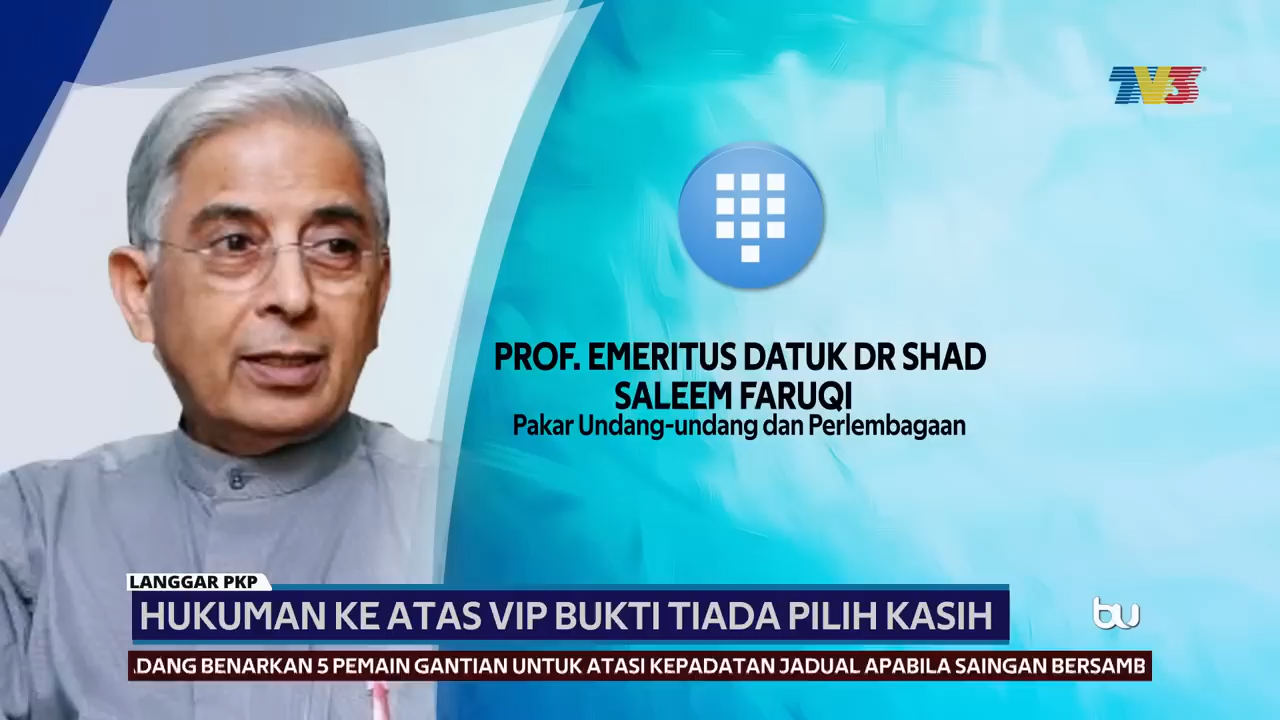 TV3
PROF. EMERITUS DATUK DR SHAD
SALEEM FARUQI
Pakar Undang-undang dan Perlembagaan
LANGGAR PKP
HUKUMAN KE ATAS VIP BUKTI TIADA PILIH KASIH
bu
DANG BENARKAN 5 PEMAIN GANTIAN UNTUK ATASI KEPADATAN JADUAL APABILA SAINGAN BERSAMB